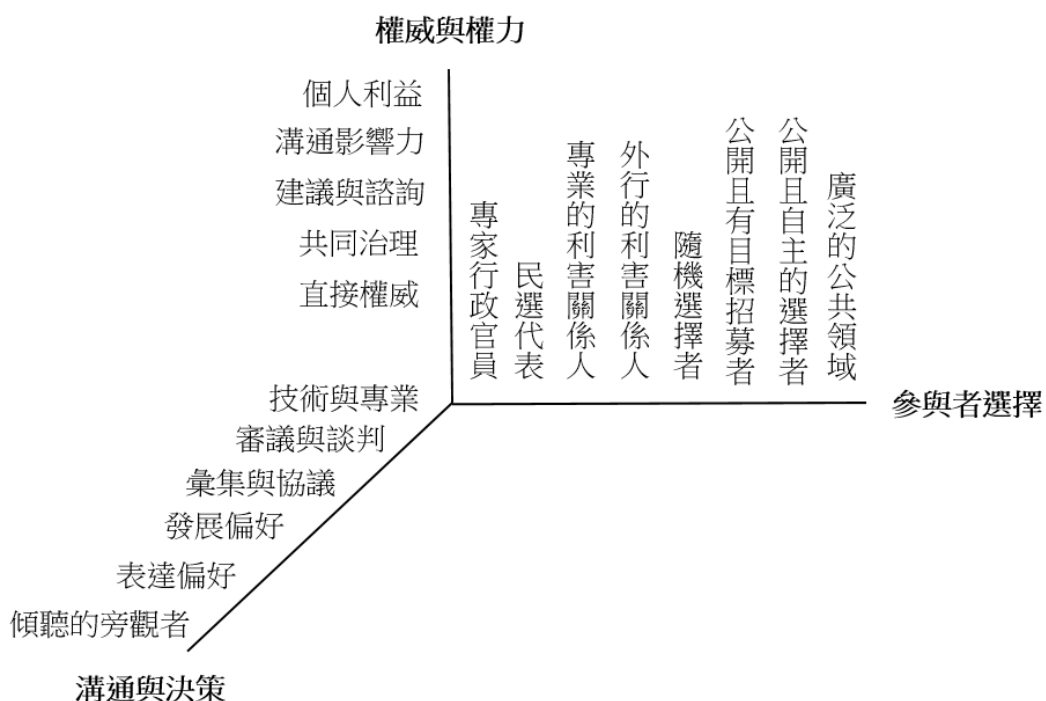 權威與權力
個人利益
溝通影響力
建議與諮詢
共同治理
直接權威
專家行政官員
民選代表
專業的利害關係人
外行的利害關係人
隨機選擇者
公開且有目標招募者
公開且自主的選擇者
廣泛的公共領域
參與者選擇
技術與專業
審議與談判
彙集與協議
發展偏好
表達偏好
傾聽的旁觀者
溝通與決策